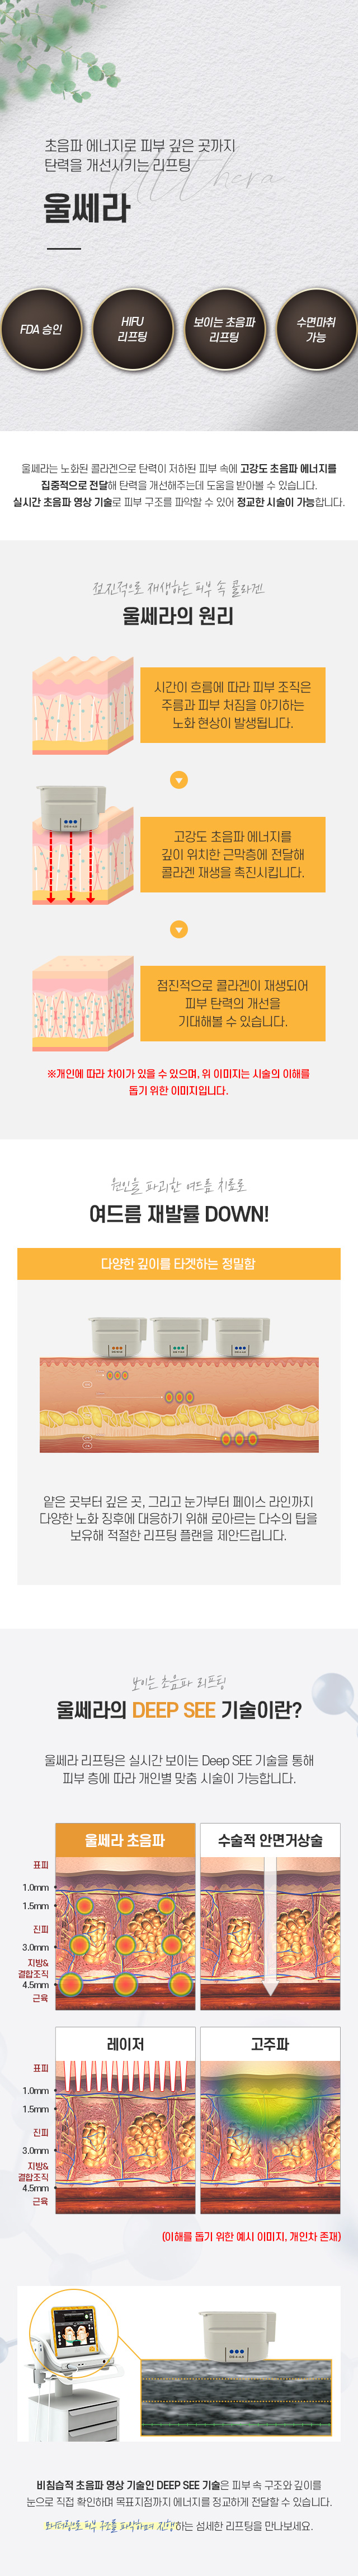 초음파 에너지로 피부 깊은 곳까지
탄력을 개선시키는 리프팅
Ulthera
울쎄라
FDA 승인
HIFU
리프팅
보이는 초음파
리프팅
수면마취
가능
울쎄라는 노화된 콜라겐으로 탄력이 저하된 피부 속에 고강도 초음파 에너지를
집중적으로 전달해 탄력을 개선해주는데 도움을 받아볼 수 있습니다.
실시간 초음파 영상 기술로 피부 구조를 파악할 수 있어 정교한 시술이 가능합니다.
점진적으로 재생하는 피부 속 콜라겐
울쎄라의 원리
시간이 흐름에 따라 피부 조직은
주름과 피부 처짐을 야기하는
노화 현상이 발생됩니다.
고강도 초음파 에너지를
깊이 위치한 근막층에 전달해
콜라겐 재생을 촉진시킵니다.
점진적으로 콜라겐이 재생되어
피부 탄력의 개선을
기대해볼 수 있습니다.
※개인에 따라 차이가 있을 수 있으며, 위 이미지는 시술의 이해를
돕기 위한 이미지입니다.
원인을 파괴한 여드름 치료로
여드름 재발률 DOWN!
다양한 깊이를 타겟하는 정밀함
얕은 곳부터 깊은 곳, 그리고 눈가부터 페이스 라인까지
다양한 노화 징후에 대응하기 위해 로아르는 다수의 팁을
보유해 적절한 리프팅 플랜을 제안드립니다.
보이는 초음파 리프팅
울쎄라의 DEEP SEE 기술이란?
울쎄라 리프팅은 실시간 보이는 Deep SEE 기술을 통해
피부 층에 따라 개인별 맞춤 시술이 가능합니다.
울쎄라 초음파
수술적 안면거상술
표피
1.0mm
1.5mm
진피
3.0mm
지방&
결합조직
4.5mm
근육
레이저
고주파
표피
1.0mm
1.5mm
진피
3.0mm
지방&
결합조직
4.5mm
근육
(이해를 돕기 위한 예시 이미지, 개인차 존재)
비침습적 초음파 영상 기술인 DEEP SEE 기술은 피부 속 구조와 깊이를
눈으로 직접 확인하며 목표지점까지 에너지를 정교하게 전달할 수 있습니다.
모니터링으로 피부 구조를 파악하며 진행하는 섬세한 리프팅을 만나보세요.